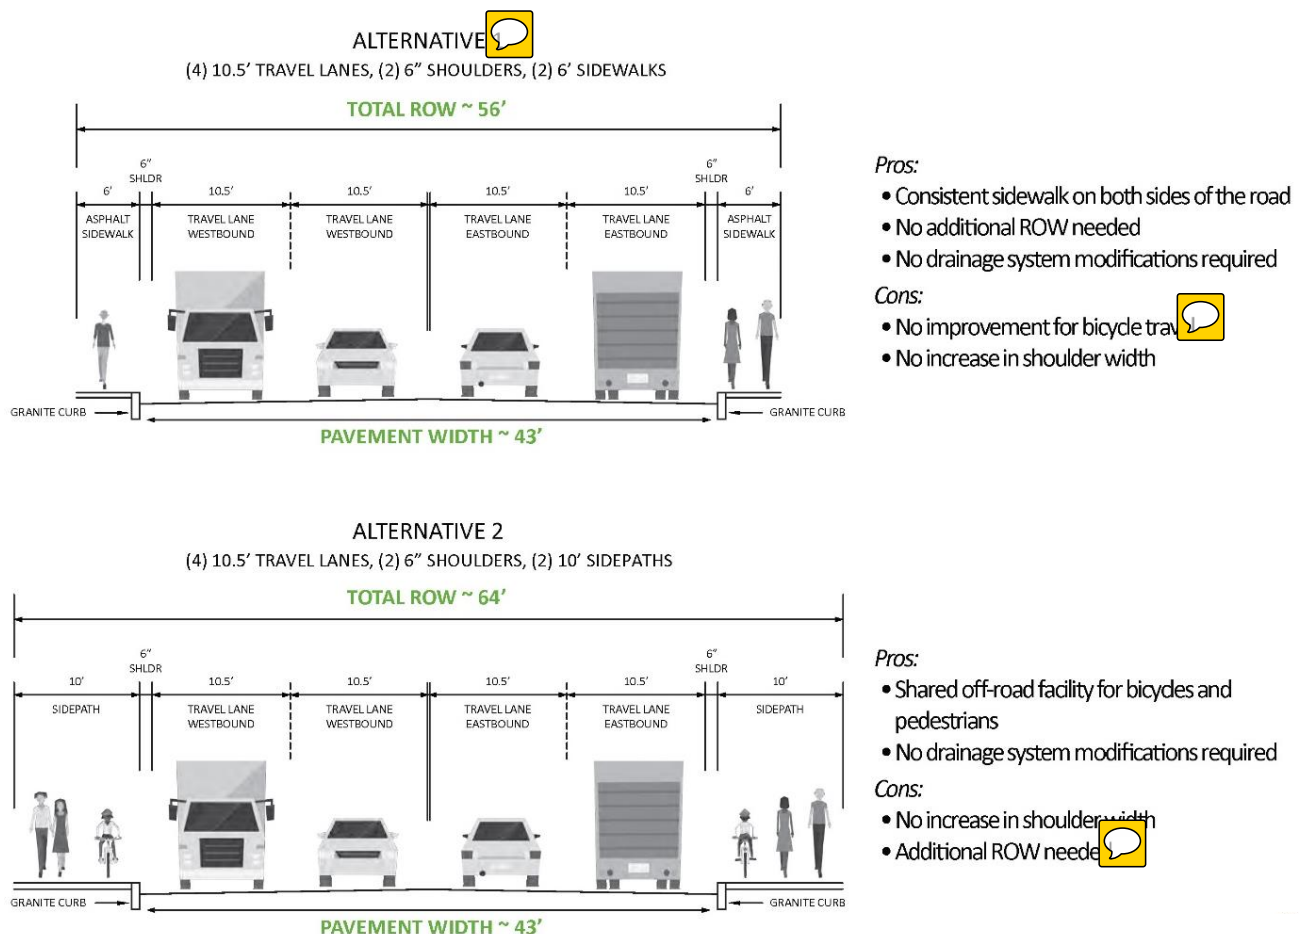 ALTERNATIVE
(4) 10.5’ TRAVEL LANES, (2) 6” SHOULDERS, (2) 6’ SIDEWALKS
TOTAL ROW ~ 56’
6” SHLDR
6” SHLDR
6’
10.5’
10.5’
10.5’
10.5’
6’
ASPHALT SIDEWALK
TRAVEL LANE WESTBOUND
TRAVEL LANE WESTBOUND
TRAVEL LANE EASTBOUND
TRAVEL LANE EASTBOUND
ASPHALT SIDEWALK
GRANITE CURB
GRANITE CURB
PAVEMENT WIDTH ~ 43’
Pros:
• Consistent sidewalk on both sides of the road
• No additional ROW needed
• No drainage system modifications required
Cons:
• No improvement for bicycle
• No increase in shoulder width
ALTERNATIVE 2
(4) 10.5’ TRAVEL LANES, (2) 6” SHOULDERS, (2) 10’ SIDEPATHS
TOTAL ROW ~ 64’
6” SHLDR
6” SHLDR
10’
10.5’
10.5’
10.5’
10.5’
10’
SIDEPATH
TRAVEL LANE WESTBOUND
TRAVEL LANE WESTBOUND
TRAVEL LANE EASTBOUND
TRAVEL LANE EASTBOUND
SIDEPATH
GRANITE CURB
GRANITE CURB
PAVEMENT WIDTH ~ 43’
Pros:
• Shared off-road facility for bicycles and
pedestrians
• No drainage system modifications required
Cons:
• No increase in shoulder width
• Additional ROW